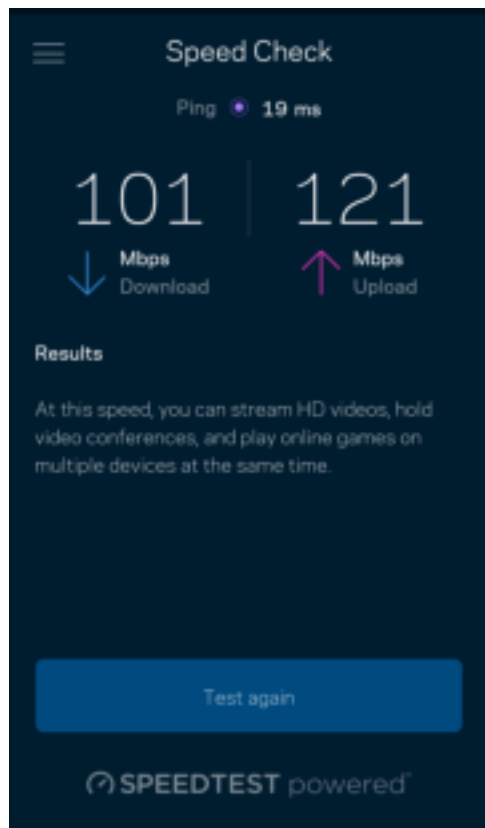 Speed Check
Ping 19 ms
101 121
Mbps Mbps
Download Upload
Results
At this speed, you can stream HD videos, hold
video conferences, and play online games on
multiple devices at the same time.
Test again
SPEEDTEST powered™